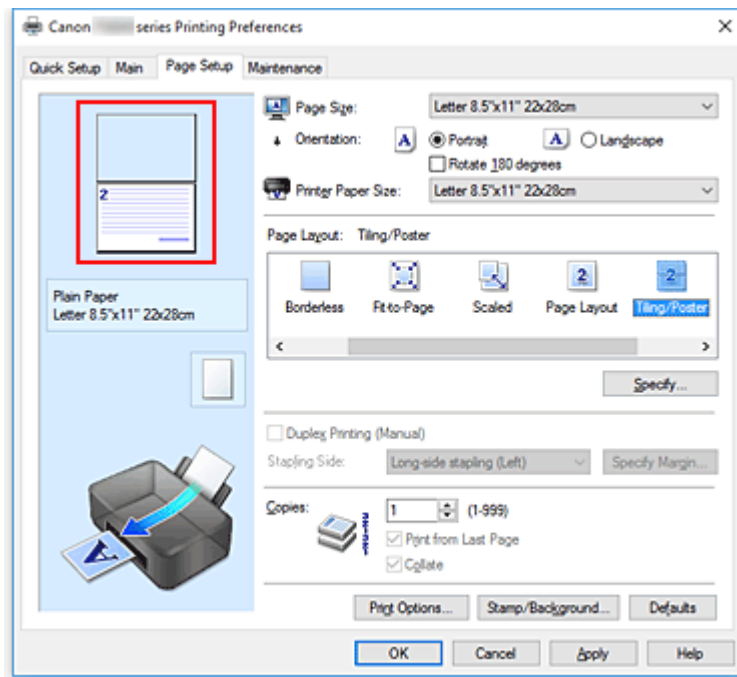 Canon series Printing Preferences
Quick Setup Main Page Setup Maintenance
2
Plain Paper
Letter 8.5"x11" 22x28cm
A
Page Size: Letter 8.5"x11" 22x28cm
Orientation: A Portrait A Landscape
Rotate 180 degrees
Printer Paper Size: Letter 8.5"x11" 22x28cm
Page Layout: Tiling/Poster
2 2
Borderless Fit-to-Page Scaled Page Layout Tiling/Poster
Specify...
Duplex Printing (Manual)
Stapling Side: Long-side stapling (Left) Specify Margin...
Copies: 1 (1-999)
Print from Last Page
Collate
Print Options... Stamp/Background... Defaults
OK Cancel Apply Help